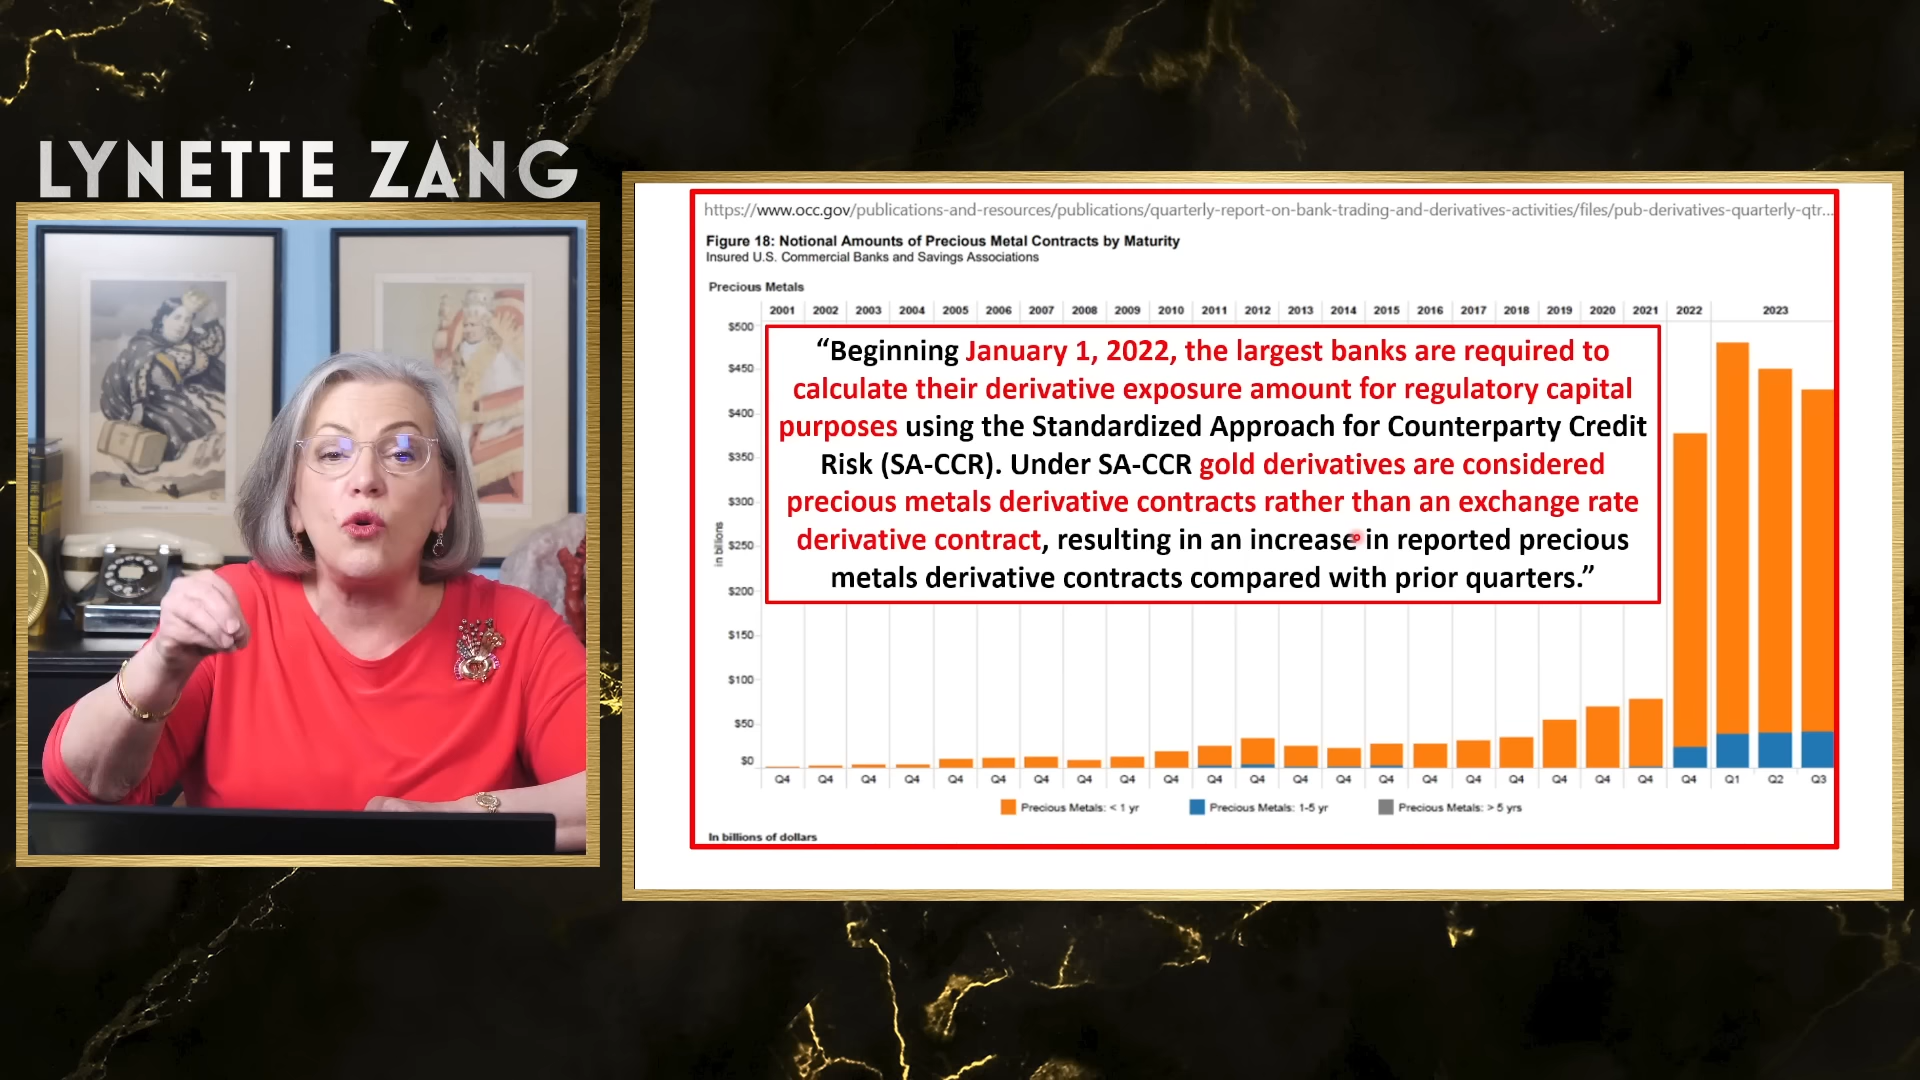 LYNETTE ZANG
https://www.occ.gov/publications-and-resources/publications/quarterly-report-on-bank-trading-and-derivatives-activities/files/pub-derivatives-quarterly-qtr...
Figure 18: Notional Amounts of Precious Metal Contracts by Maturity
Insured U.S. Commercial Banks and Savings Associations
Precious Metals
2001 2002 2003 2004 2005 2006 2007 2008 2009 2010 2011 2012 2013 2014 2015 2016 2017 2018 2019 2020 2021 2022 2023
$500
$450
$400
$350
$300
$250
$200
$150
$100
$50
$0
in billions
“Beginning January 1, 2022, the largest banks are required to
calculate their derivative exposure amount for regulatory capital
purposes using the Standardized Approach for Counterparty Credit
Risk (SA-CCR). Under SA-CCR gold derivatives are considered
precious metals derivative contracts rather than an exchange rate
derivative contract, resulting in an increase in reported precious
metals derivative contracts compared with prior quarters.”
Q4 Q4 Q4 Q4 Q4 Q4 Q4 Q4 Q4 Q4 Q4 Q4 Q4 Q4 Q4 Q4 Q4 Q4 Q4 Q4 Q4 Q4 Q1 Q2 Q3
Precious Metals: < 1 yr Precious Metals: 1-5 yr Precious Metals: > 5 yrs
In billions of dollars